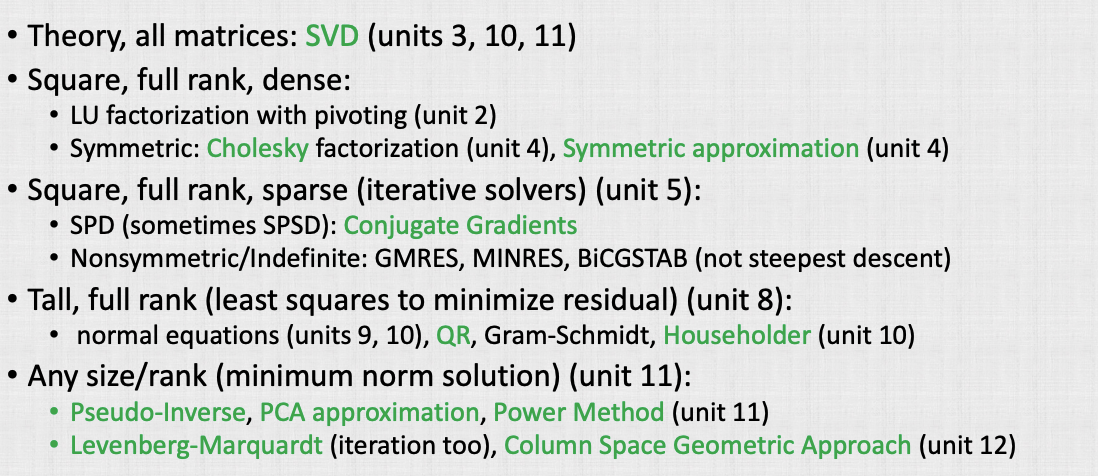 • Theory, all matrices: SVD (units 3, 10, 11)
• Square, full rank, dense:
• LU factorization with pivoting (unit 2)
• Symmetric: Cholesky factorization (unit 4), Symmetric approximation (unit 4)
• Square, full rank, sparse (iterative solvers) (unit 5):
• SPD (sometimes SPSD): Conjugate Gradients
• Nonsymmetric/Indefinite: GMRES, MINRES, BiCGSTAB (not steepest descent)
• Tall, full rank (least squares to minimize residual) (unit 8):
• normal equations (units 9, 10), QR, Gram-Schmidt, Householder (unit 10)
• Any size/rank (minimum norm solution) (unit 11):
• Pseudo-Inverse, PCA approximation, Power Method (unit 11)
• Levenberg-Marquardt (iteration too), Column Space Geometric Approach (unit 12)